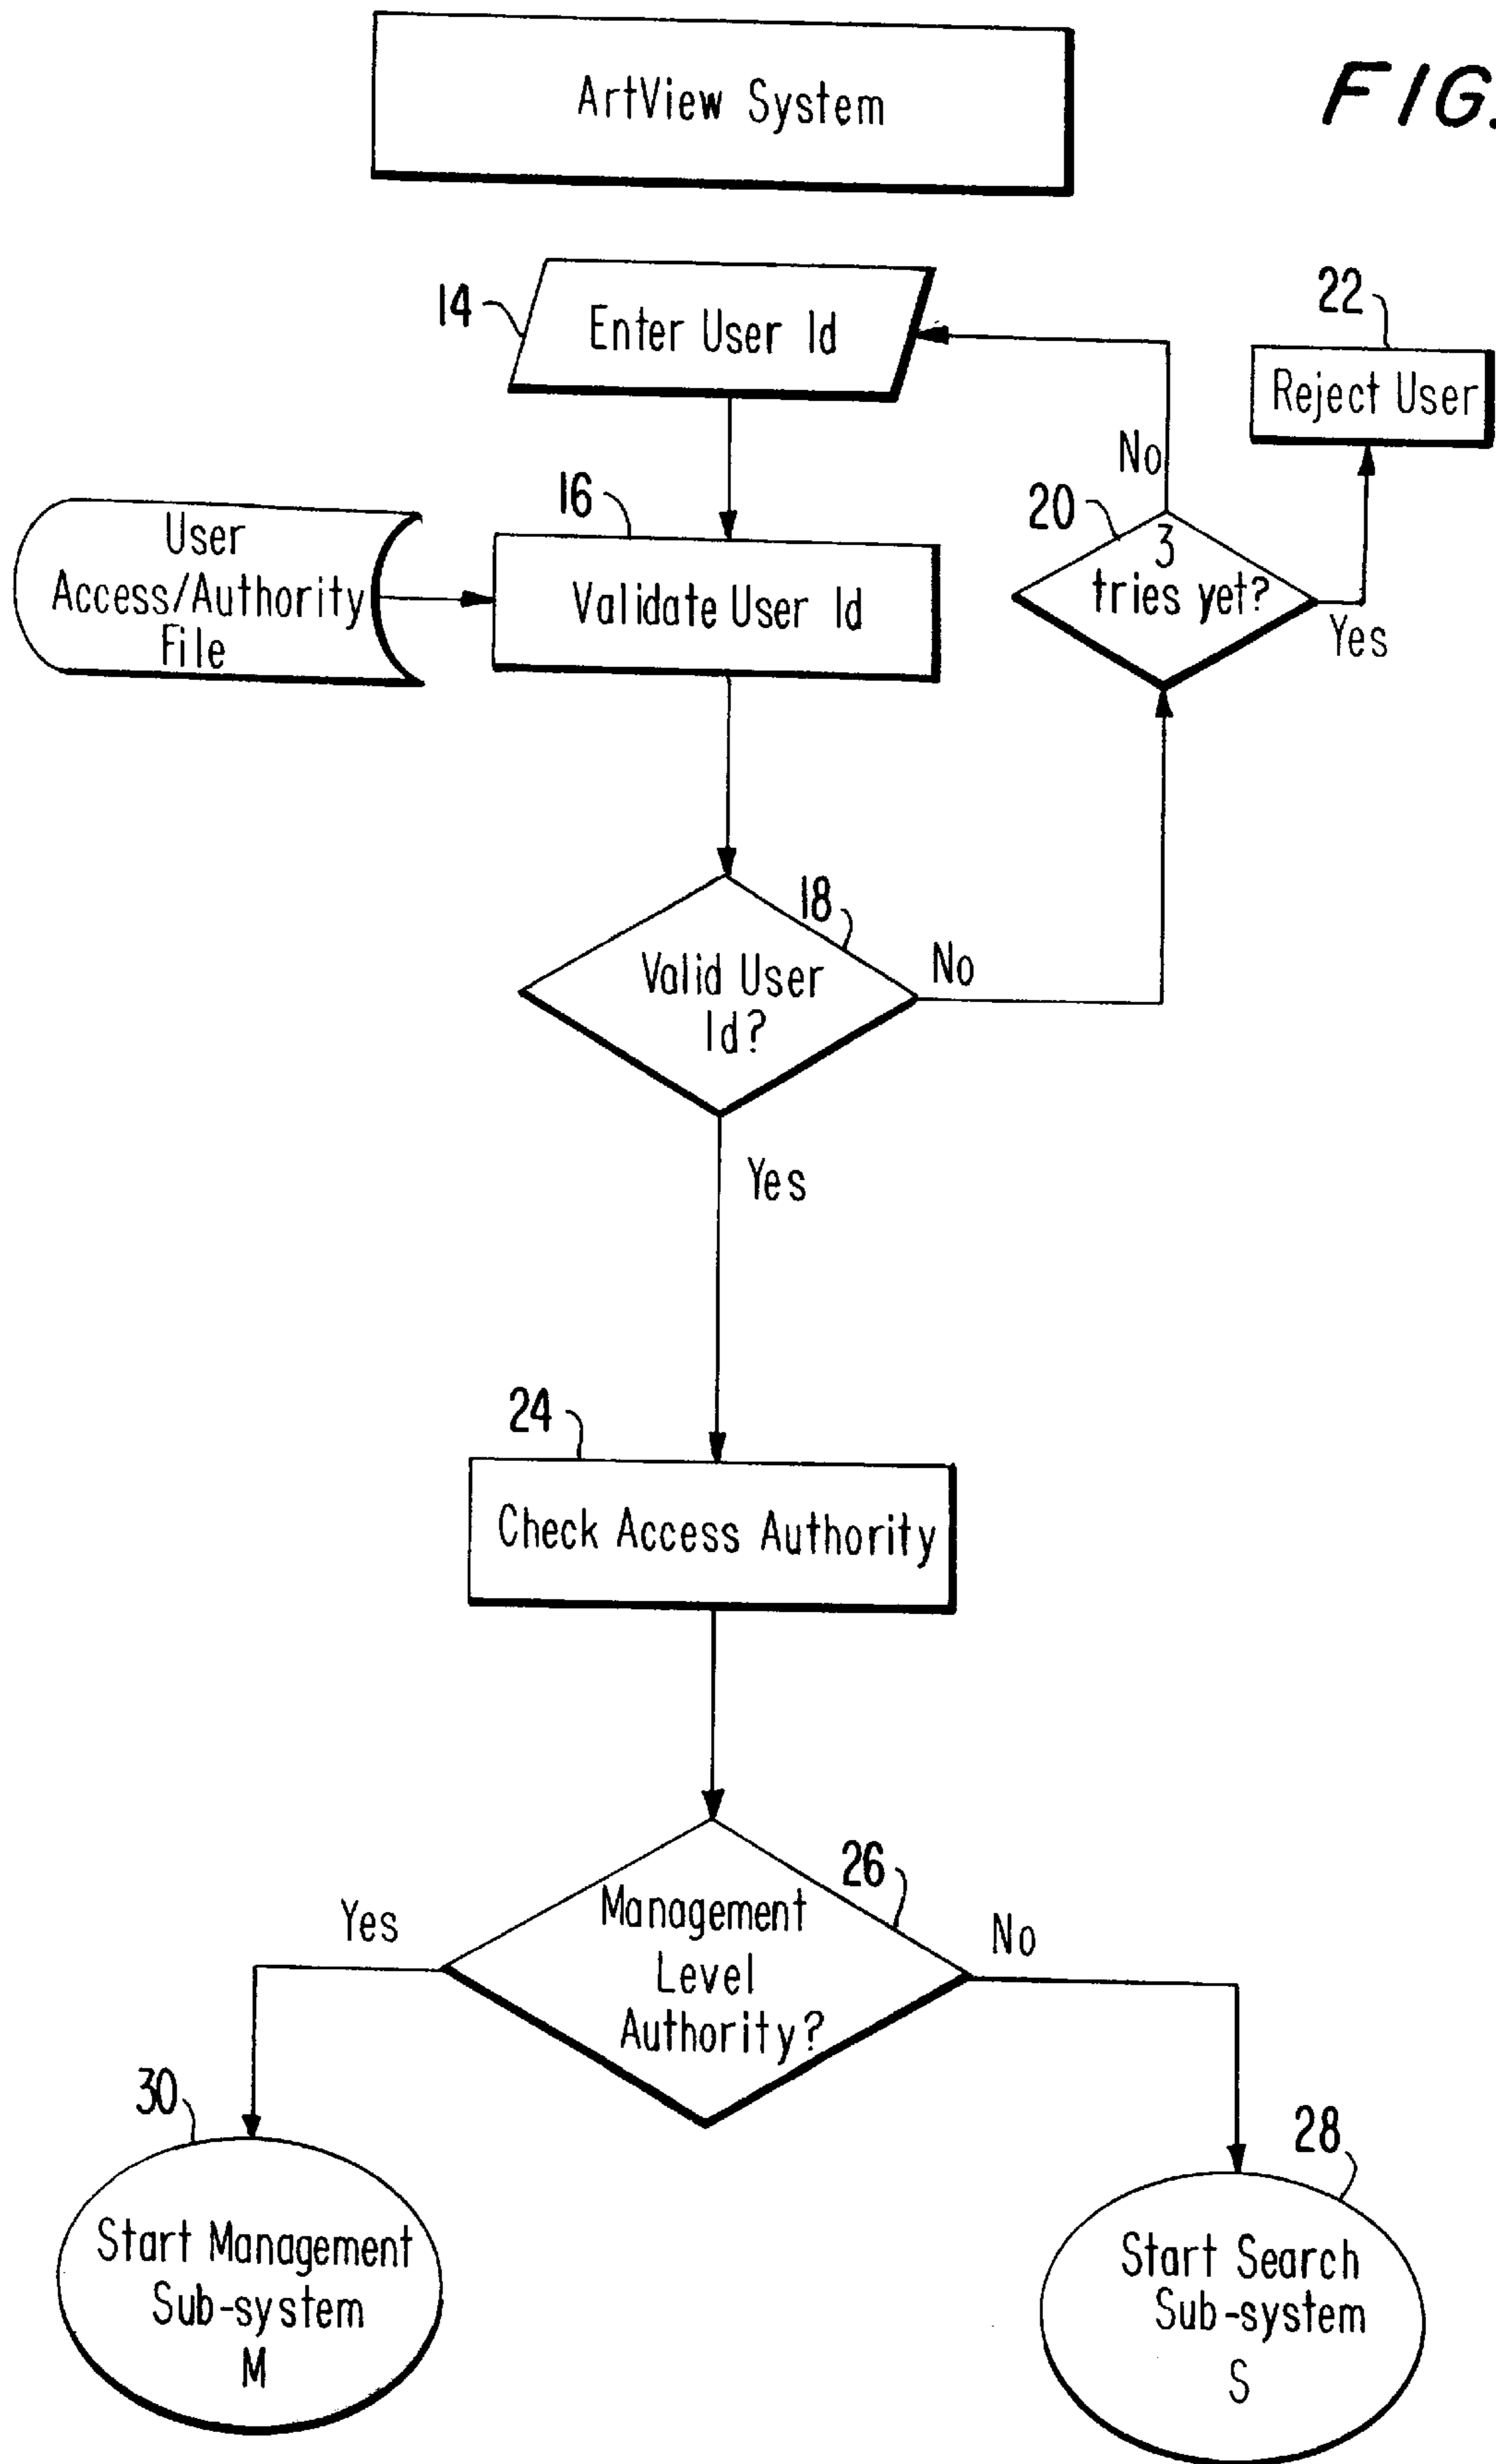 ArtView System
FIG.
14
Enter User Id
22
Reject User
No
16
20
3
tries yet?
Yes
User
Access/Authority
File
Validate User Id
18
Valid User
Id?
No
Yes
24
Check Access Authority
26
Management
Level
Authority?
Yes
No
30
Start Management
Sub-system
M
28
Start Search
Sub-system
S